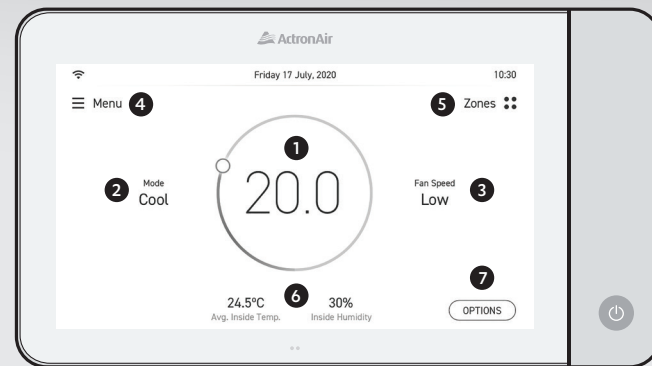 ActronAir
Friday 17 July, 2020
10:30
Menu 4
5 Zones
1
2 Mode
Cool
20.0
Fan Speed
Low 3
6
7
24.5ºC
Avg. Inside Temp.
30%
Inside Humidity
OPTIONS